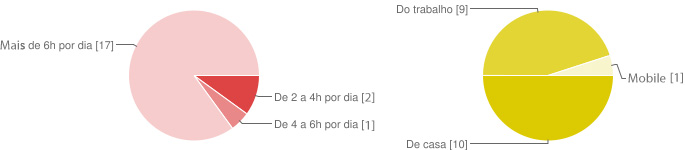 Mais de 6h por dia [17]
De 2 a 4h por dia [2]
De 4 a 6h por dia [1]
Do trabalho [9]
Mobile [1]
De casa [10]